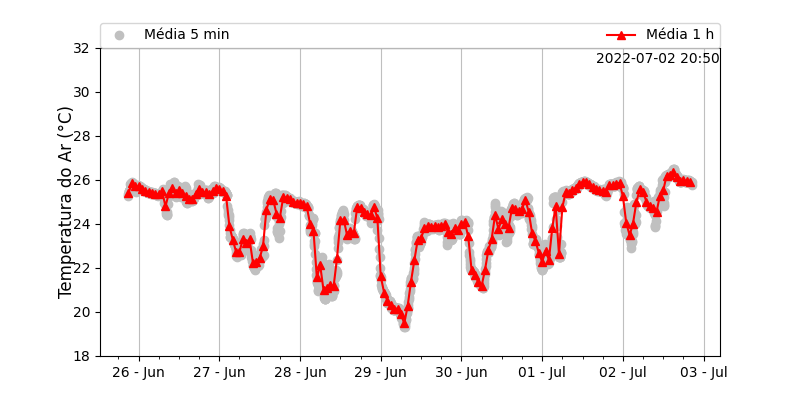 Média 5 min
Média 1 h
2022-07-02 20:50
Temperatura do Ar (°C)
32
30
28
26
24
22
20
18
26 - Jun
27 - Jun
28 - Jun
29 - Jun
30 - Jun
01 - Jul
02 - Jul
03 - Jul